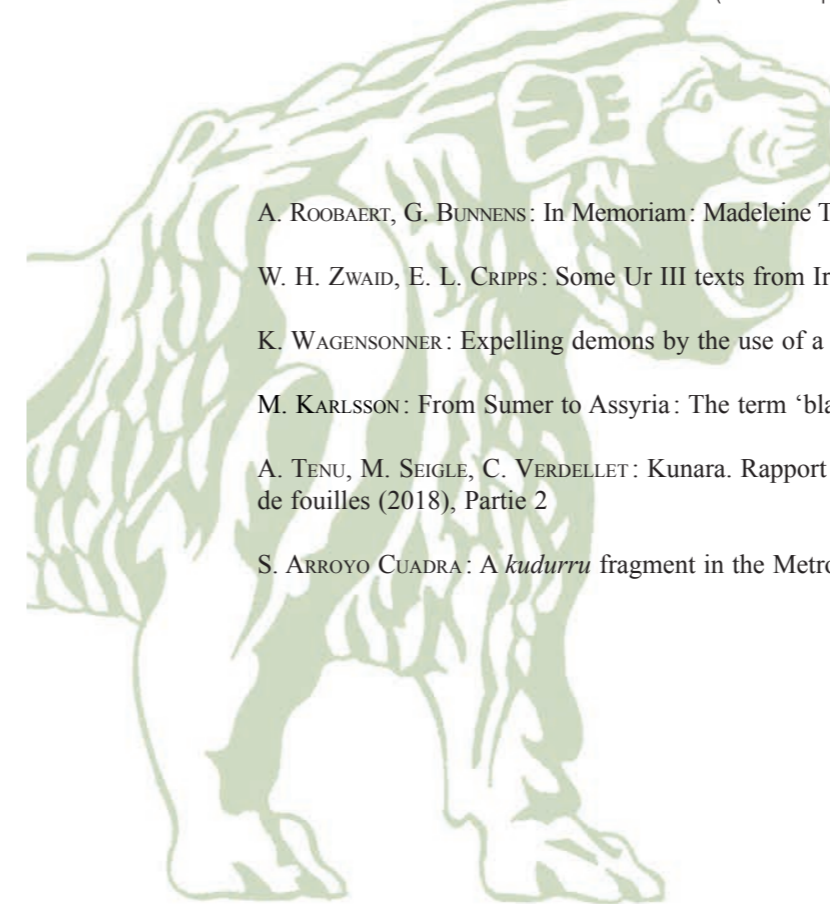 A. ROOBAERT, G. BUNNENS : In Memoriam : Madeleine
W. H. ZWAID, E. L. CRIPPS : Some Ur III texts from
K. WAGENSONNER : Expelling demons by the use of a
M. KARLSSON : From Sumer to Assyria : The term
A. TENU, M. SEIGLE, C. VERDELLET : Kunara. Rapport
de fouilles (2018), Partie 2
S. ARROYO CUADRA : A kudurru fragment in the